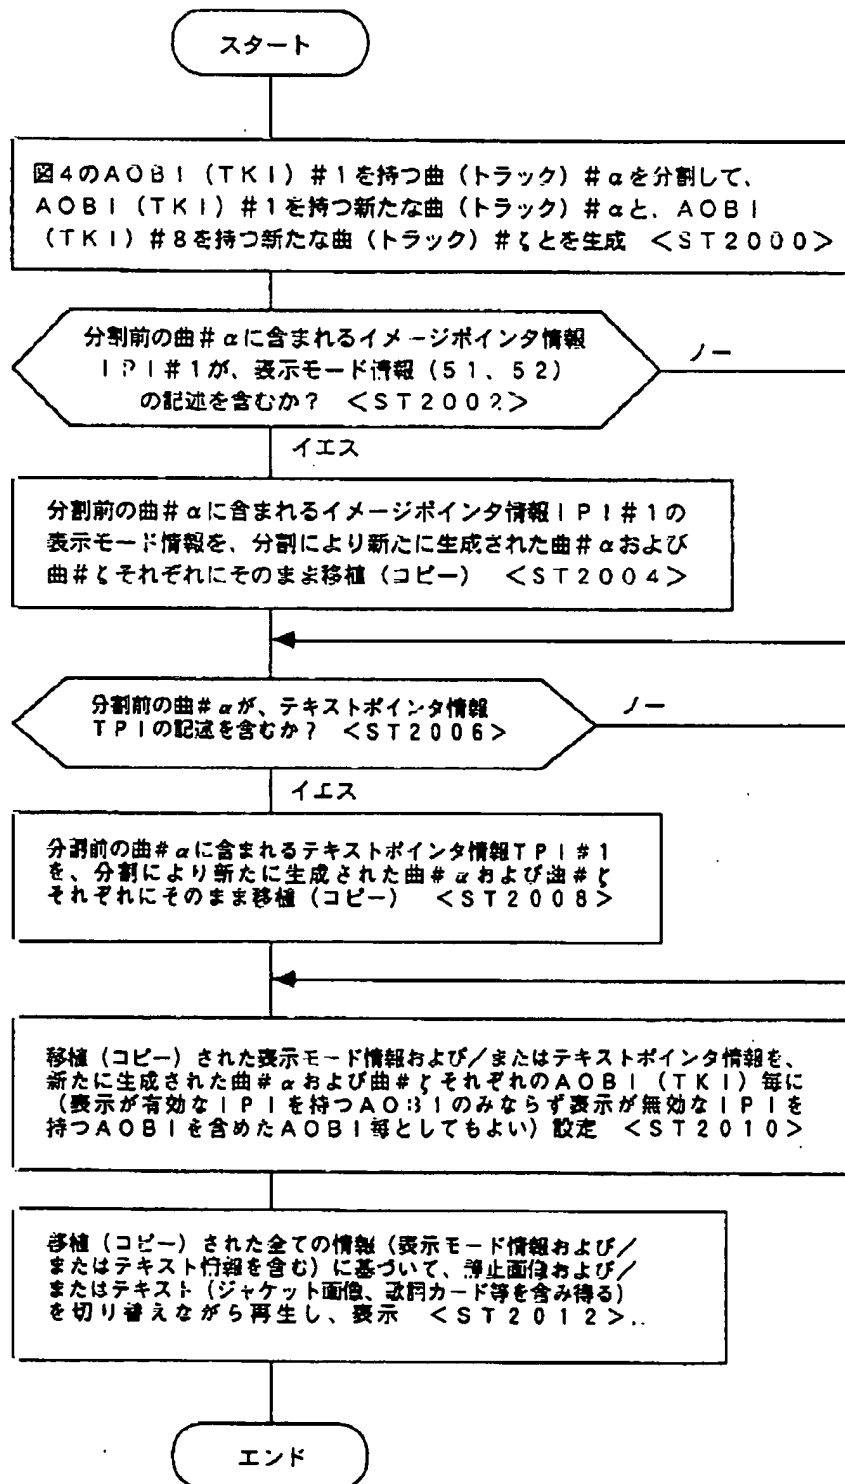 スタート
図4のAOBI(TKI)#1を持つ曲(トラック)#αを分割して、
AOBI(TKI)#1を持つ新たな曲(トラック)#αと、AOBI
(TKI)#8を持つ新たな曲(トラック)#ζとを生成 <ST2000>
分割前の曲#αに含まれるイメージポインタ情報
IPI#1が、表示モード情報(51、52)
の記述を含むか? <ST2002>
ノー
イエス
分割前の曲#αに含まれるイメージポインタ情報IPI#1の
表示モード情報を、分割により新たに生成された曲#αおよび
曲#ζそれぞれにそのまま移植(コピー) <ST2004>
分割前の曲#αが、テキストポインタ情報
TPIの記述を含むか? <ST2006>
ノー
イエス
分割前の曲#αに含まれるテキストポインタ情報TPI#1
を、分割により新たに生成された曲#αおよび曲#ζ
それぞれにそのまま移植(コピー) <ST2008>
移植(コピー)された表示モード情報および/またはテキストポインタ情報を、
新たに生成された曲#αおよび曲#ζそれぞれのAOBI(TKI)毎に
(表示が有効なIPIを持つAOBIのみならず表示が無効なIPIを
持つAOBIを含めたAOBI毎としてもよい)設定 <ST2010>
移植(コピー)された全ての情報(表示モード情報および/
またはテキスト情報を含む)に基づいて、静止画像および/
またはテキスト(ジャケット画像、歌詞カード等を含み得る)
を切り替えながら再生し、表示 <ST2012>
エンド